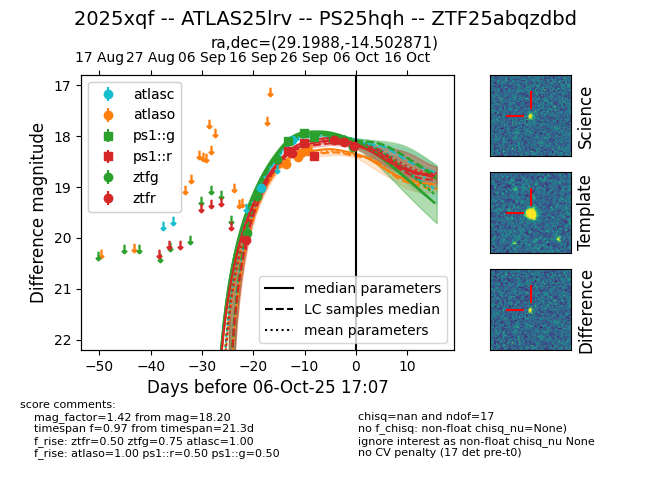 2025xqf -- ATLAS25lrv -- PS25hqh -- ZTF25abqzdbd
ra,dec=(29.1988,-14.502871)
17 Aug 27 Aug 06 Sep 16 Sep 26 Sep 06 Oct 16 Oct
17
18
19
20
21
22
Difference magnitude
atlasc
atlaso
ps1::g
ps1::r
ztfg
ztfr
median parameters
LC samples median
mean parameters
−50 −40 −30 −20 −10 0 10
Days before 06-Oct-25 17:07
Science
Template
Difference
score comments:
mag_factor=1.42 from mag=18.20
timespan f=0.97 from timespan=21.3d
f_rise: ztfr=0.50 ztfg=0.75 atlasc=1.00
f_rise: atlaso=1.00 ps1::r=0.50 ps1::g=0.50
chisq=nan and ndof=17
no f_chisq: non-float chisq_nu=None)
ignore interest as non-float chisq_nu None
no CV penalty (17 det pre-t0)